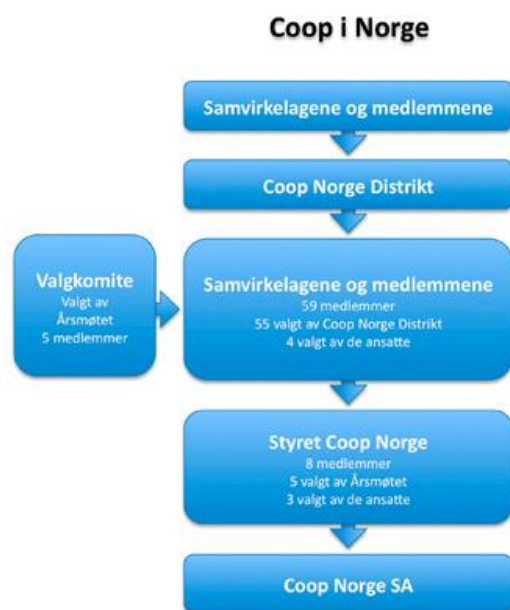 Coop i Norge
Samvirkelagene og medlemmene
Coop Norge Distrikt
Valgkomite
Valgt av
Årsmøtet
5 medlemmer
Samvirkelagene og medlemmene
59 medlemmer
55 valgt av Coop Norge Distrikt
4 valgt av de ansatte
Styret Coop Norge
8 medlemmer
5 valgt av Årsmøtet
3 valgt av de ansatte
Coop Norge SA